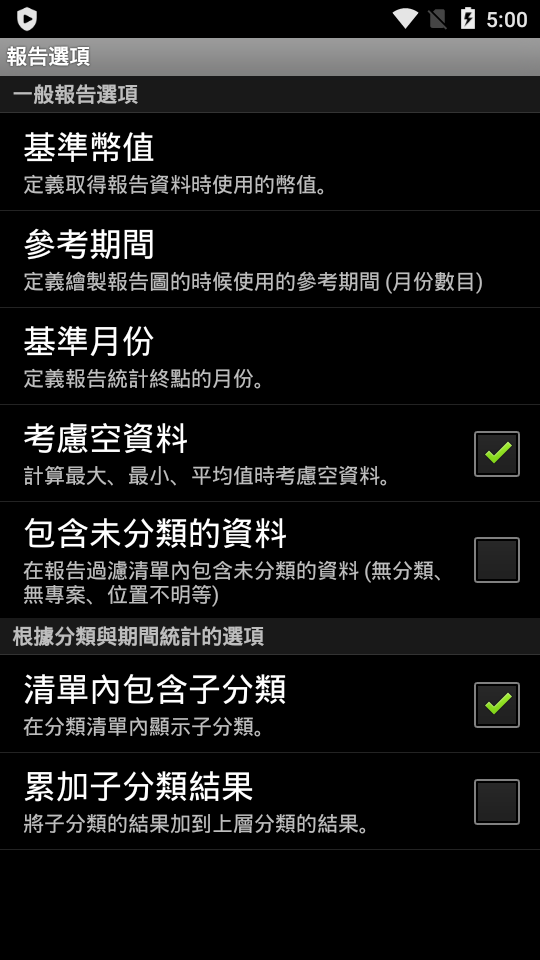 5:00
報告選項
一般報告選項
基準幣值
定義取得報告資料時使用的幣值。
參考期間
定義繪製報告圖的時候使用的參考期間 (月份數目)
基準月份
定義報告統計終點的月份。
考慮空資料
計算最大、最小、平均值時考慮空資料。
包含未分類的資料
在報告過濾清單內包含未分類的資料 (無分類、
無專案、位置不明等)
根據分類與期間統計的選項
清單內包含子分類
在分類清單內顯示子分類。
累加子分類結果
將子分類的結果加到上層分類的結果。